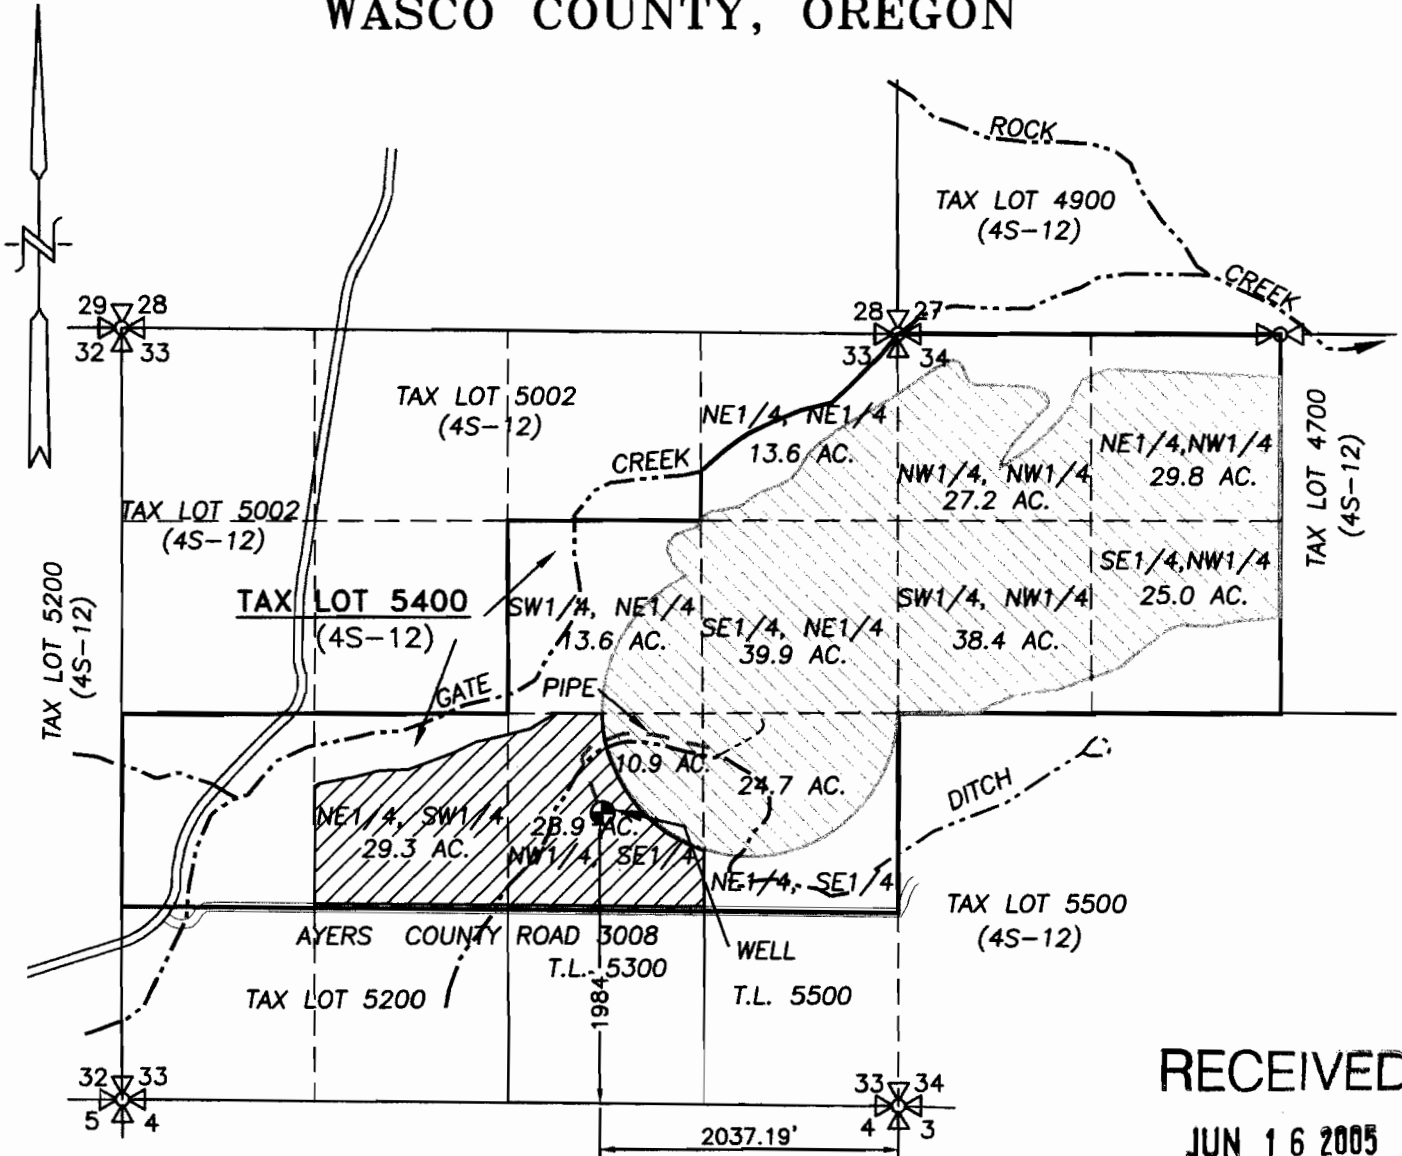 WASCO COUNTY, OREGON
N
ROCK
TAX LOT 4900
(4S-12)
CREEK
29 28
32 33
28 27
33 34
TAX LOT 5002
(4S-12)
NE1/4, NE1/4
13.6 AC.
CREEK
NW1/4, NW1/4
27.2 AC.
NE1/4,NW1/4
29.8 AC.
TAX LOT 4700
(4S-12)
TAX LOT 5002
(4S-12)
TAX LOT 5200
(4S-12)
TAX LOT 5400
(4S-12)
SW1/4, NE1/4
13.6 AC.
SE1/4, NE1/4
39.9 AC.
SW1/4, NW1/4
38.4 AC.
SE1/4,NW1/4
25.0 AC.
GATE
PIPE
10.9 AC.
24.7 AC.
DITCH
NE1/4, SW1/4
29.3 AC.
AC.
NW1/4, SE1/4
NE1/4, SE1/4
TAX LOT 5500
(4S-12)
AYERS COUNTY ROAD 3008
WELL
T.L. 5300
TAX LOT 5200
T.L. 5500
1984
32 33
5 4
33 34
4 3
2037.19'
RECEIVED
JUN 16 2005